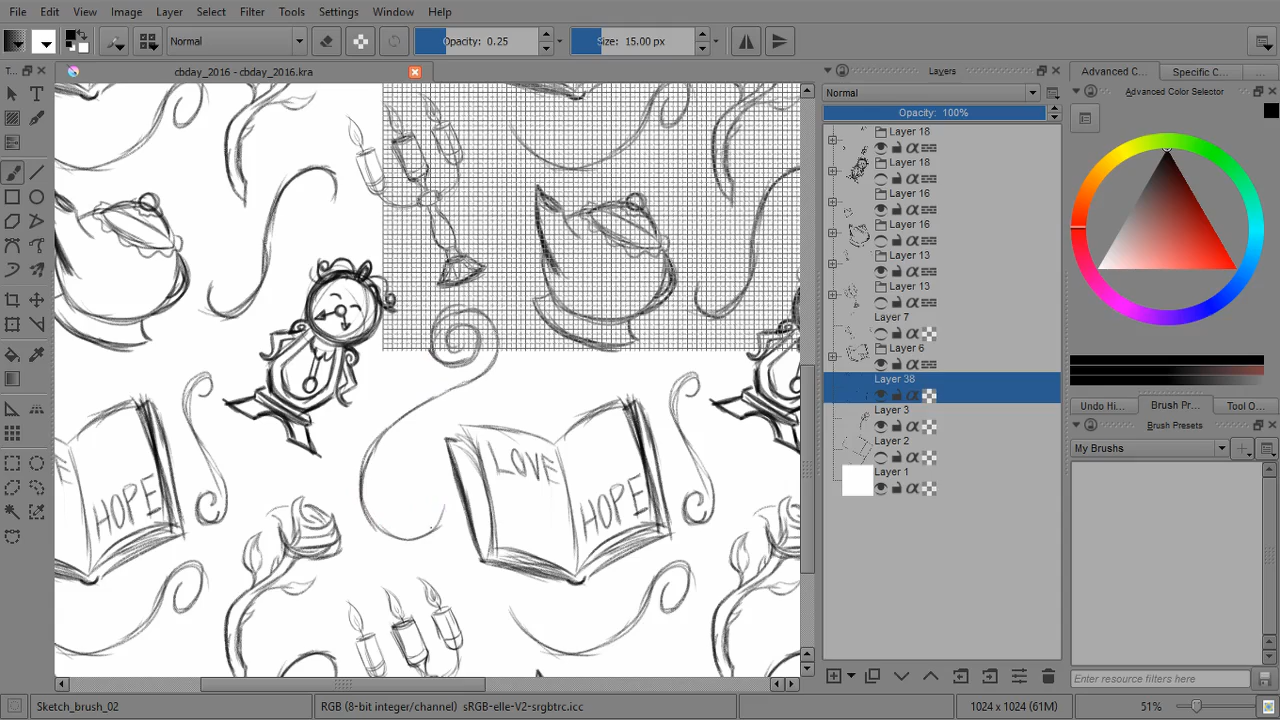 File Edit View Image Layer Select Filter Tools Settings Window Help
Normal
Opacity: 0.25
Size: 15.00 px
T...
cbday_2016 - cbday_2016.kra
Layers
Advanced C...
Specific C...
...
Normal
Advanced Color Selector
Opacity: 100%
Layer 18
Layer 18
Layer 16
Layer 16
Layer 13
Layer 13
Layer 7
Layer 6
Layer 38
Layer 3
Layer 2
Layer 1
Undo Hi...
Brush Pr...
Tool O...
Brush Presets
My Brushs
E
HOPE
LOVE
HOPE
Enter resource filters here
Sketch_brush_02
RGB (8-bit integer/channel) sRGB-elle-V2-srgbtrc.icc
1024 x 1024 (61M)
51%